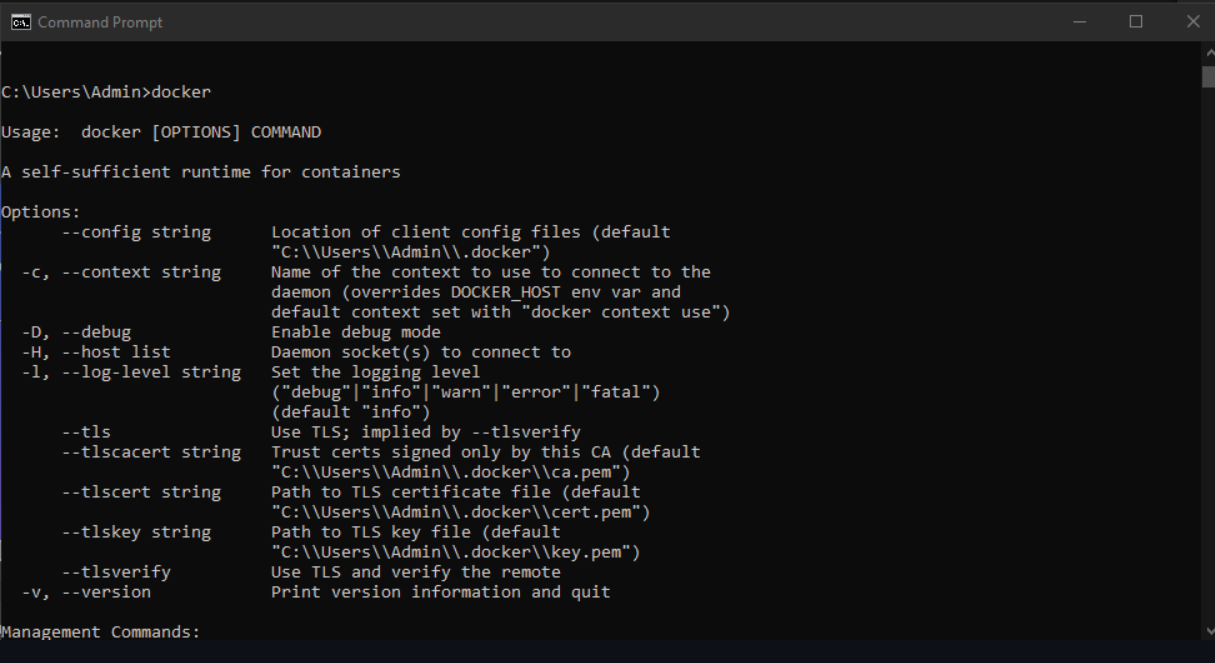 Command Prompt
C:\Users\Admin>docker
Usage:  docker [OPTIONS] COMMAND
A self-sufficient runtime for containers
Options:
      --config string      Location of client config files (default
                           "C:\\Users\\Admin\\.docker")
  -c, --context string     Name of the context to use to connect to the
                           daemon (overrides DOCKER_HOST env var and
                           default context set with "docker context use")
  -D, --debug              Enable debug mode
  -H, --host list          Daemon socket(s) to connect to
  -l, --log-level string   Set the logging level
                           ("debug"|"info"|"warn"|"error"|"fatal")
                           (default "info")
      --tls                Use TLS; implied by --tlsverify
      --tlscacert string   Trust certs signed only by this CA (default
                           "C:\\Users\\Admin\\.docker\\ca.pem")
      --tlscert string     Path to TLS certificate file (default
                           "C:\\Users\\Admin\\.docker\\cert.pem")
      --tlskey string      Path to TLS key file (default
                           "C:\\Users\\Admin\\.docker\\key.pem")
      --tlsverify          Use TLS and verify the remote
  -v, --version            Print version information and quit
Management Commands: